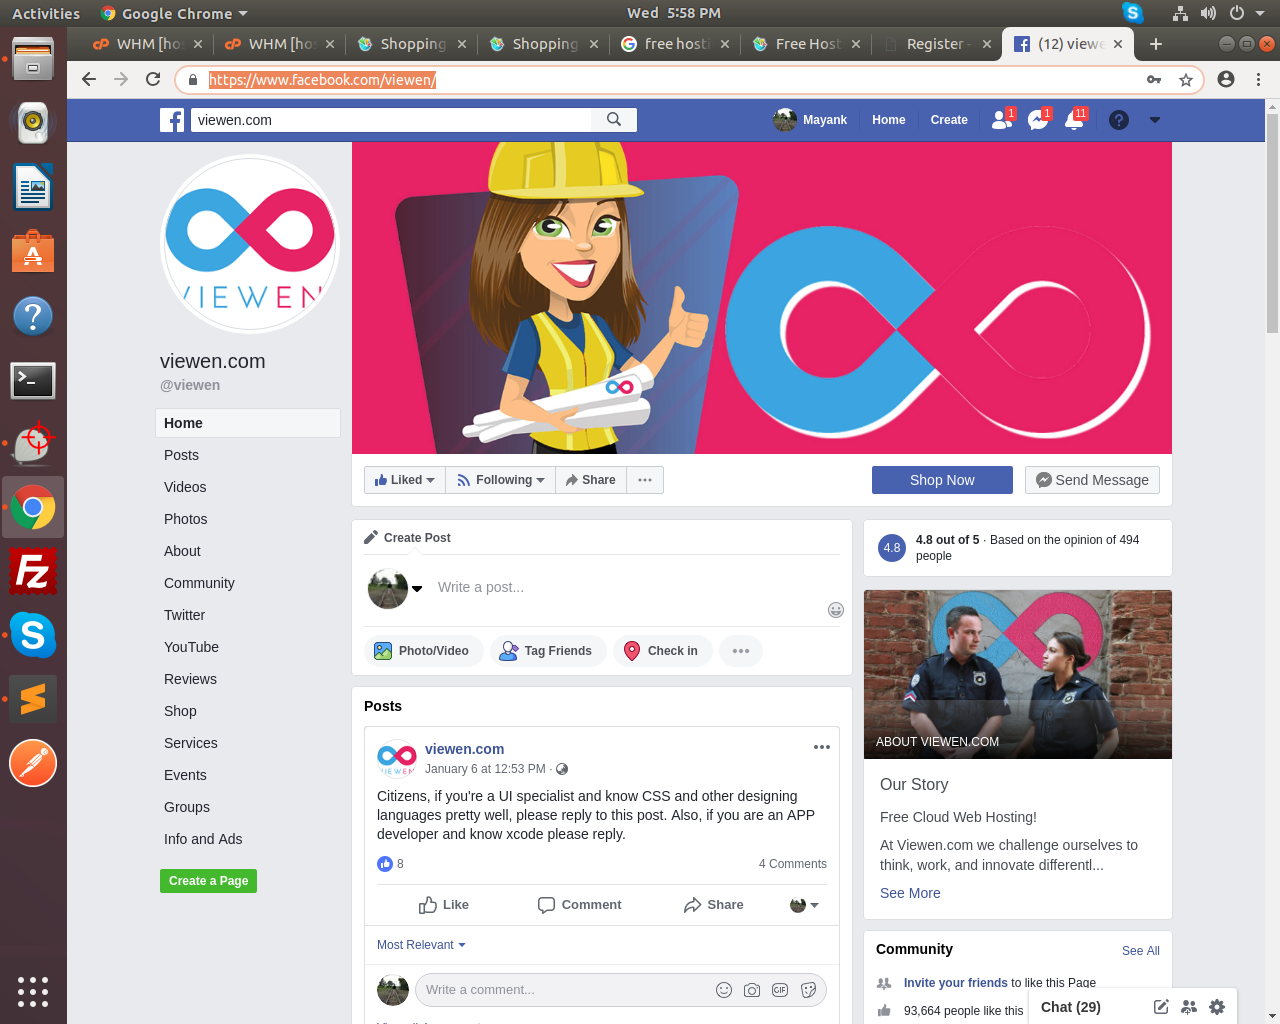 Activities
Google Chrome
Wed 5:58 PM
WHM [hos
WHM [hos
Shopping
Shopping
free hosti
Free Host
Register -
(12) viewe
https://www.facebook.com/viewen/
viewen.com
Mayank
Home
Create
1
1
11
VIEWEN
viewen.com
@viewen
Home
Posts
Videos
Photos
About
Community
Twitter
YouTube
Reviews
Shop
Services
Events
Groups
Info and Ads
Create a Page
Liked
Following
Share
Shop Now
Send Message
Create Post
Write a post...
Photo/Video
Tag Friends
Check in
Posts
viewen.com
January 6 at 12:53 PM ·
Citizens, if you're a UI specialist and know CSS and other designing
languages pretty well, please reply to this post. Also, if you are an APP
developer and know xcode please reply.
8
4 Comments
Like
Comment
Share
Most Relevant
Write a comment...
GIF
4.8
4.8 out of 5 · Based on the opinion of 494
people
ABOUT VIEWEN.COM
Our Story
Free Cloud Web Hosting!
At Viewen.com we challenge ourselves to
think, work, and innovate differentl...
See More
Community
See All
Invite your friends to like this Page
93,664 people like this
Chat (29)